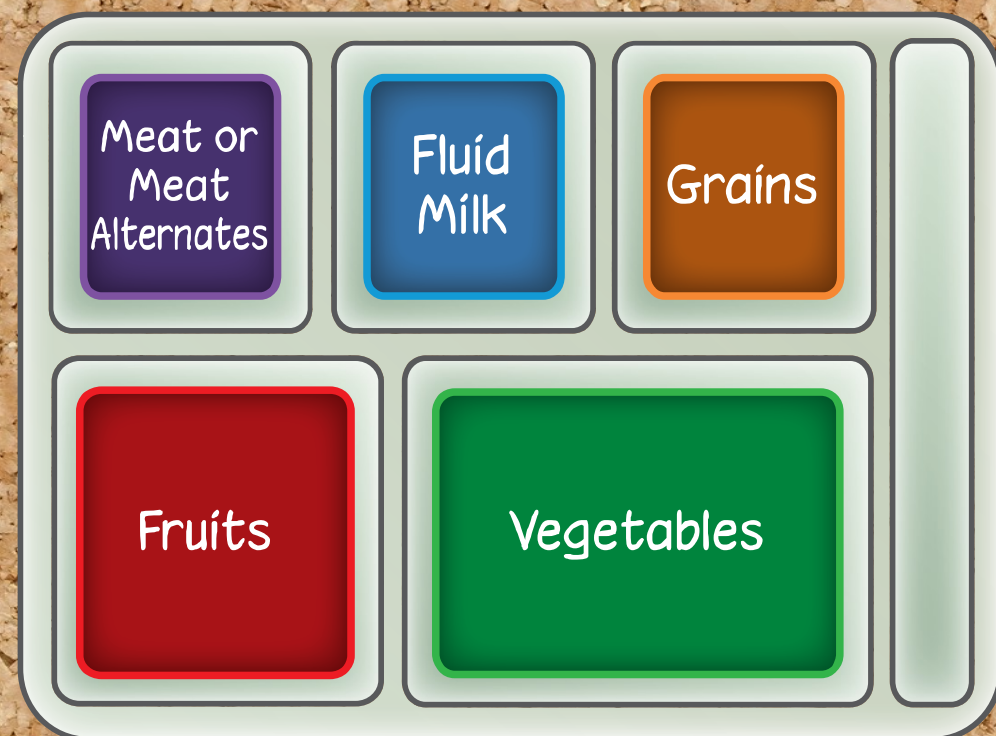 Meat or
Meat
Alternates
Fluid
Milk
Grains
Fruits
Vegetables